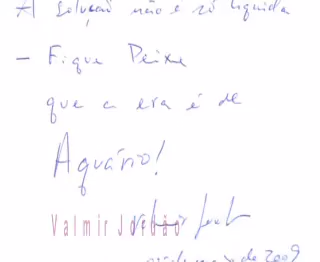 A solução não é só líquida
– Fique Peixe
que a era é de
Aquário!
Valmir Jordão
de 2009